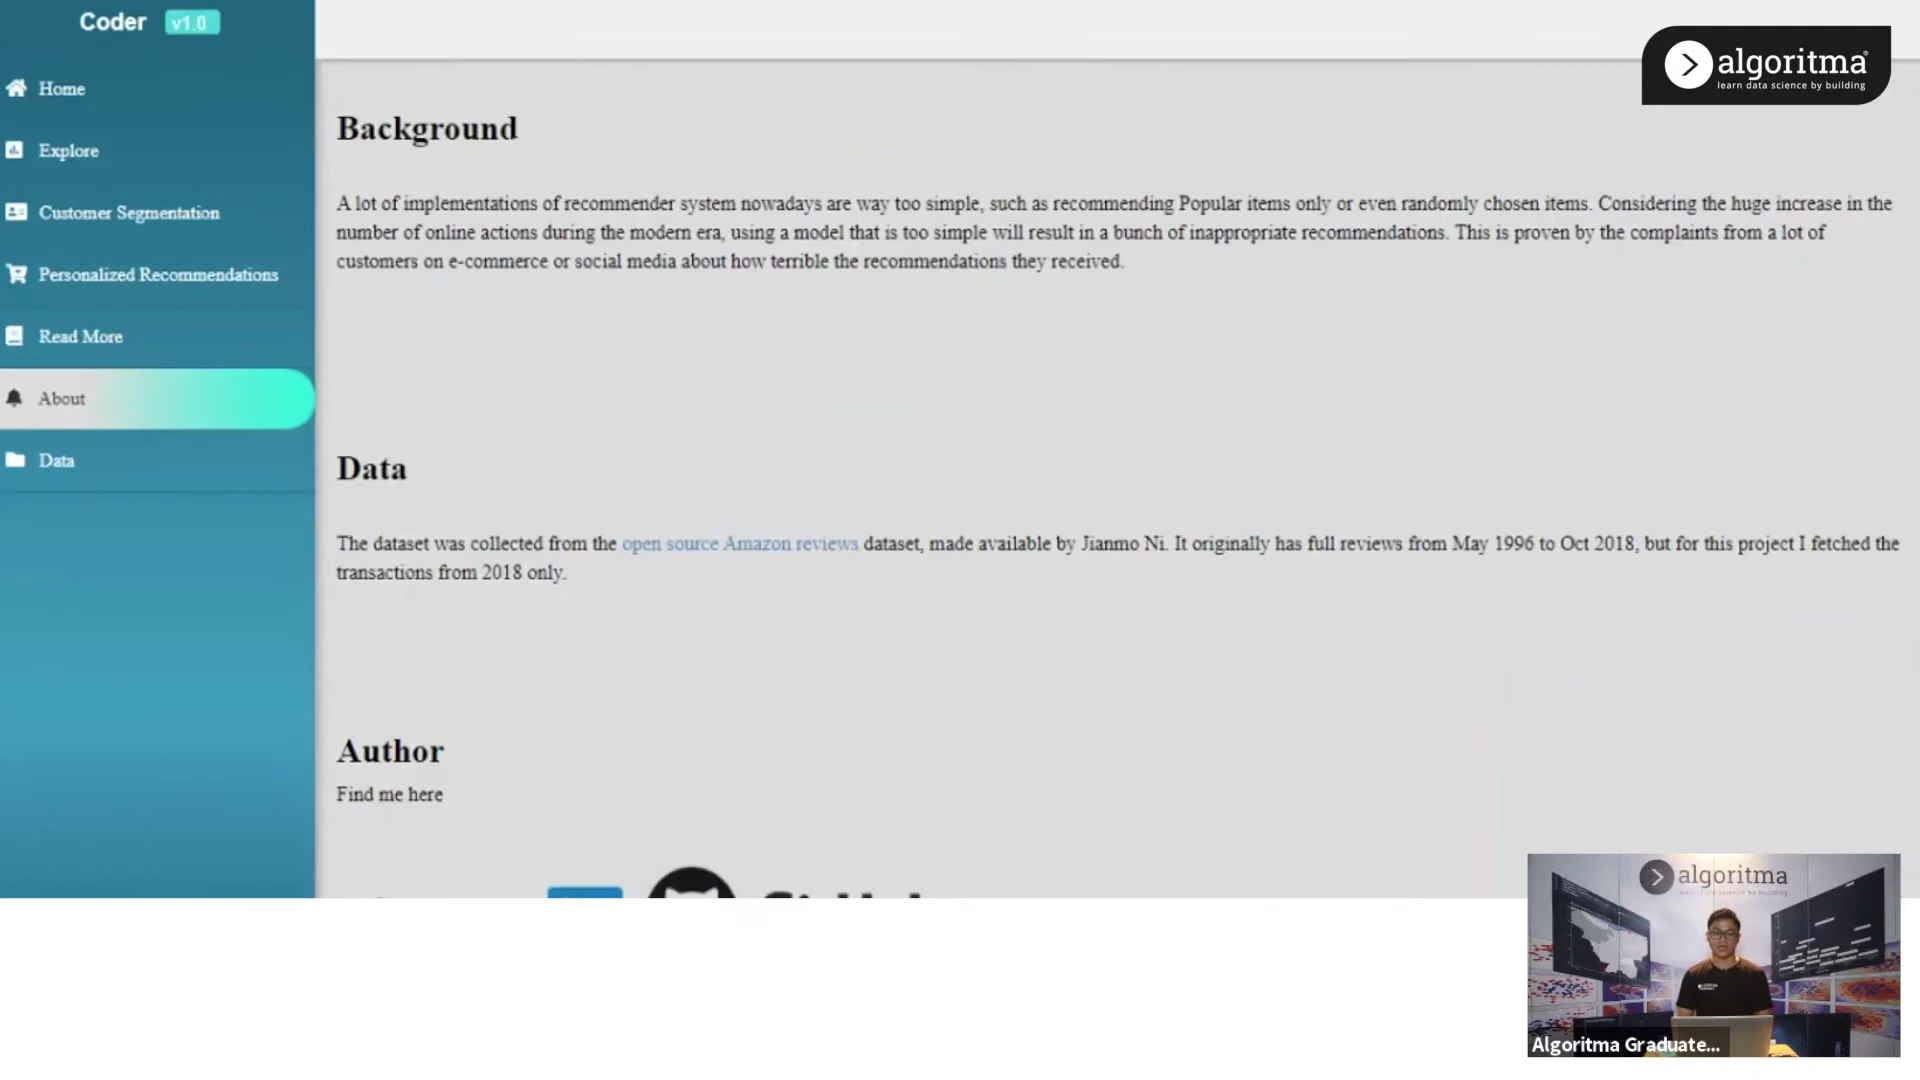 Coder v1.0
Home
Explore
Customer Segmentation
Personalized Recommendations
Read More
About
Data
algoritma
learn data science by building
Background
A lot of implementations of recommender system nowadays are way too simple, such as recommending Popular items only or even randomly chosen items. Considering the huge increase in the
number of online actions during the modern era, using a model that is too simple will result in a bunch of inappropriate recommendations. This is proven by the complaints from a lot of
customers on e-commerce or social media about how terrible the recommendations they received.
Data
The dataset was collected from the open source Amazon reviews dataset, made available by Jianmo Ni. It originally has full reviews from May 1996 to Oct 2018, but for this project I fetched the
transactions from 2018 only.
Author
Find me here
algoritma
Algoritma Graduate...